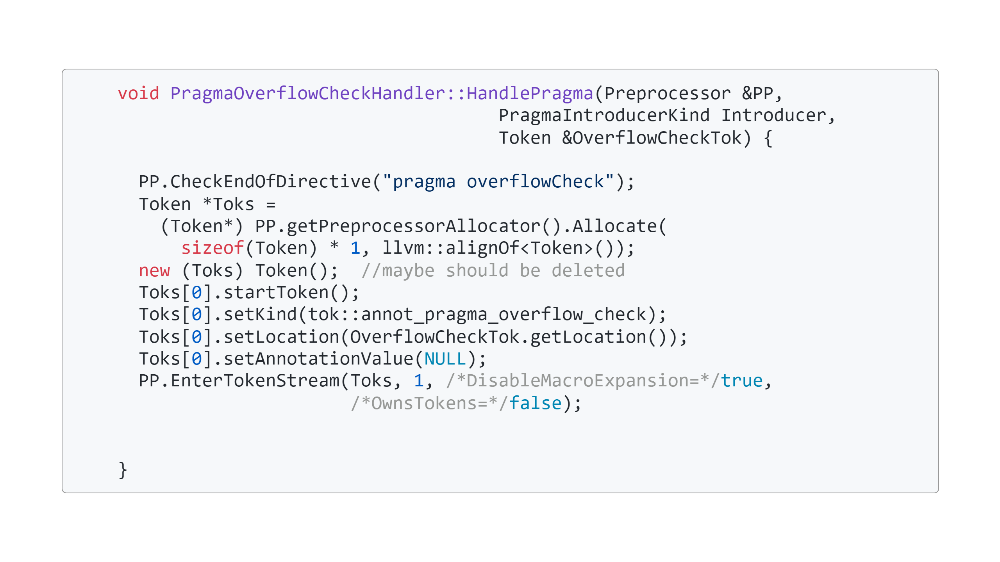 void PragmaOverflowCheckHandler::HandlePragma(Preprocessor &PP,
PragmaIntroducerKind Introducer,
Token &OverflowCheckTok) {
PP.CheckEndOfDirective("pragma overflowCheck");
Token *Toks =
(Token*) PP.getPreprocessorAllocator().Allocate(
sizeof(Token) * 1, llvm::alignOf<Token>());
new (Toks) Token();  //maybe should be deleted
Toks[0].startToken();
Toks[0].setKind(tok::annot_pragma_overflow_check);
Toks[0].setLocation(OverflowCheckTok.getLocation());
Toks[0].setAnnotationValue(NULL);
PP.EnterTokenStream(Toks, 1, /*DisableMacroExpansion=*/true,
/*OwnsTokens=*/false);
}